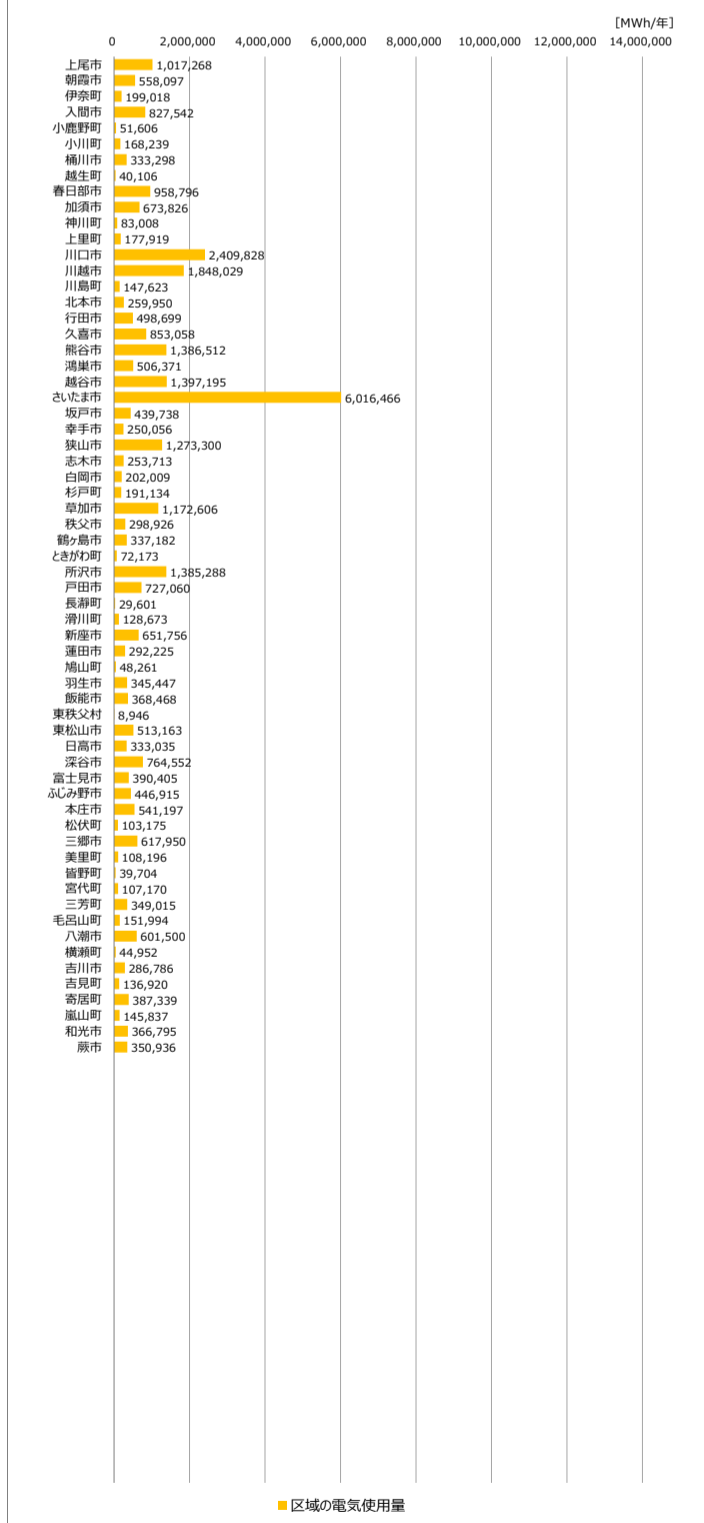 [MWh/年]
0 2,000,000 4,000,000 6,000,000 8,000,000 10,000,000 12,000,000 14,000,000
上尾市 1,017,268
朝霞市 558,097
伊奈町 199,018
入間市 827,542
小鹿野町 51,606
小川町 168,239
桶川市 333,298
越生町 40,106
春日部市 958,796
加須市 673,826
神川町 83,008
上里町 177,919
川口市 2,409,828
川越市 1,848,029
川島町 147,623
北本市 259,950
行田市 498,699
久喜市 853,058
熊谷市 1,386,512
鴻巣市 506,371
越谷市 1,397,195
さいたま市 6,016,466
坂戸市 439,738
幸手市 250,056
狭山市 1,273,300
志木市 253,713
白岡市 202,009
杉戸町 191,134
草加市 1,172,606
秩父市 298,926
鶴ヶ島市 337,182
ときがわ町 72,173
所沢市 1,385,288
戸田市 727,060
長瀞町 29,601
滑川町 128,673
新座市 651,756
蓮田市 292,225
鳩山町 48,261
羽生市 345,447
飯能市 368,468
東秩父村 8,946
東松山市 513,163
日高市 333,035
深谷市 764,552
富士見市 390,405
ふじみ野市 446,915
本庄市 541,197
松伏町 103,175
三郷市 617,950
美里町 108,196
皆野町 39,704
宮代町 107,170
三芳町 349,015
毛呂山町 151,994
八潮市 601,500
横瀬町 44,952
吉川市 286,786
吉見町 136,920
寄居町 387,339
嵐山町 145,837
和光市 366,795
蕨市 350,936
区域の電気使用量